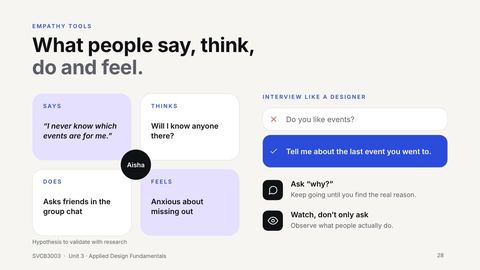 EMPATHY TOOLS
What people say, think,
do and feel.
SAYS
“I never know which
events are for me.”
THINKS
Will I know anyone
there?
Aisha
DOES
Asks friends in the
group chat
FEELS
Anxious about
missing out
Hypothesis to validate with research
INTERVIEW LIKE A DESIGNER
Do you like events?
Tell me about the last event you went to.
Ask “why?”
Keep going until you find the real reason.
Watch, don't only ask
Observe what people actually do.
SVCB3003 · Unit 3 · Applied Design Fundamentals
28